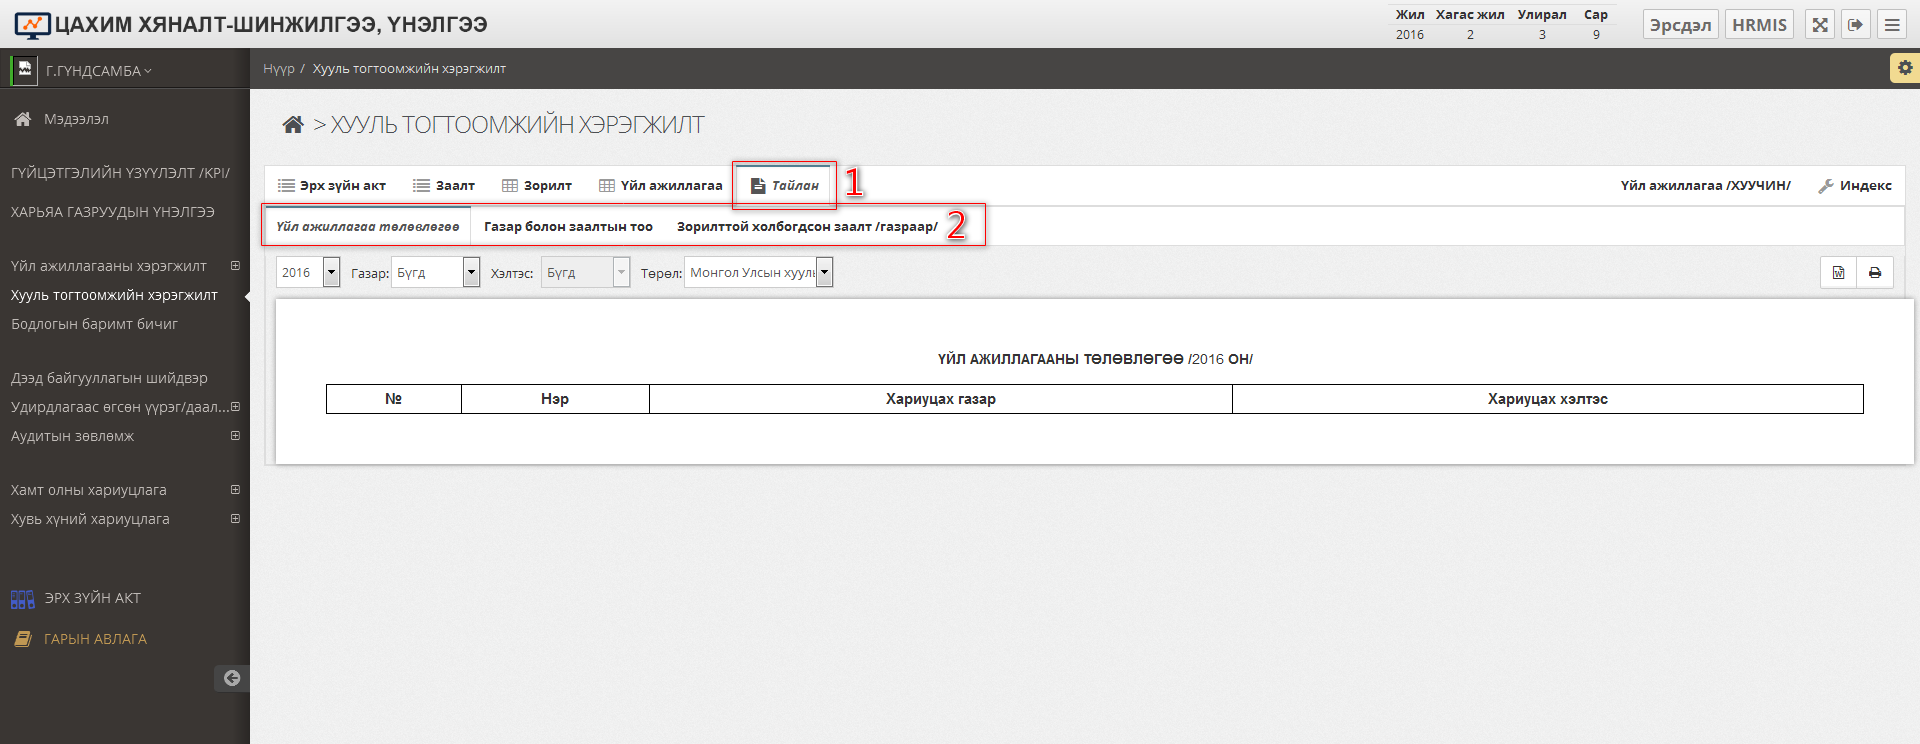 ЦАХИМ ХЯНАЛТ-ШИНЖИЛГЭЭ, ҮНЭЛГЭЭ
Жил Хагас жил Улирал Сар
2016 2 3 9
Эрсдэл HRMIS
Г.ГҮНДСАМБА
Нүүр / Хууль тогтоомжийн хэрэгжилт
Мэдээлэл
ГҮЙЦЭТГЭЛИЙН ҮЗҮҮЛЭЛТ /KPI/
ХАРЬЯА ГАЗРУУДЫН ҮНЭЛГЭЭ
Үйл ажиллагааны хэрэгжилт
Хууль тогтоомжийн хэрэгжилт
Бодлогын баримт бичиг
Дээд байгууллагын шийдвэр
Удирдлагаас өгсөн үүрэг/даал...
Аудитын зөвлөмж
Хамт олны хариуцлага
Хувь хүний хариуцлага
ЭРХ ЗҮЙН АКТ
ГАРЫН АВЛАГА
> ХУУЛЬ ТОГТООМЖИЙН ХЭРЭГЖИЛТ
Эрх зүйн акт Заалт Зорилт Үйл ажиллагаа Тайлан 1 Үйл ажиллагаа /ХУУЧИН/ Индекс
Үйл ажиллагаа төлөвлөгөө Газар болон заалтын тоо Зорилттой холбогдсон заалт /газраар/ 2
2016 Газар: Бүгд Хэлтэс: Бүгд Төрөл: Монгол Улсын хууль
ҮЙЛ АЖИЛЛАГААНЫ ТӨЛӨВЛӨГӨӨ /2016 ОН/
№ Нэр Хариуцах газар Хариуцах хэлтэс